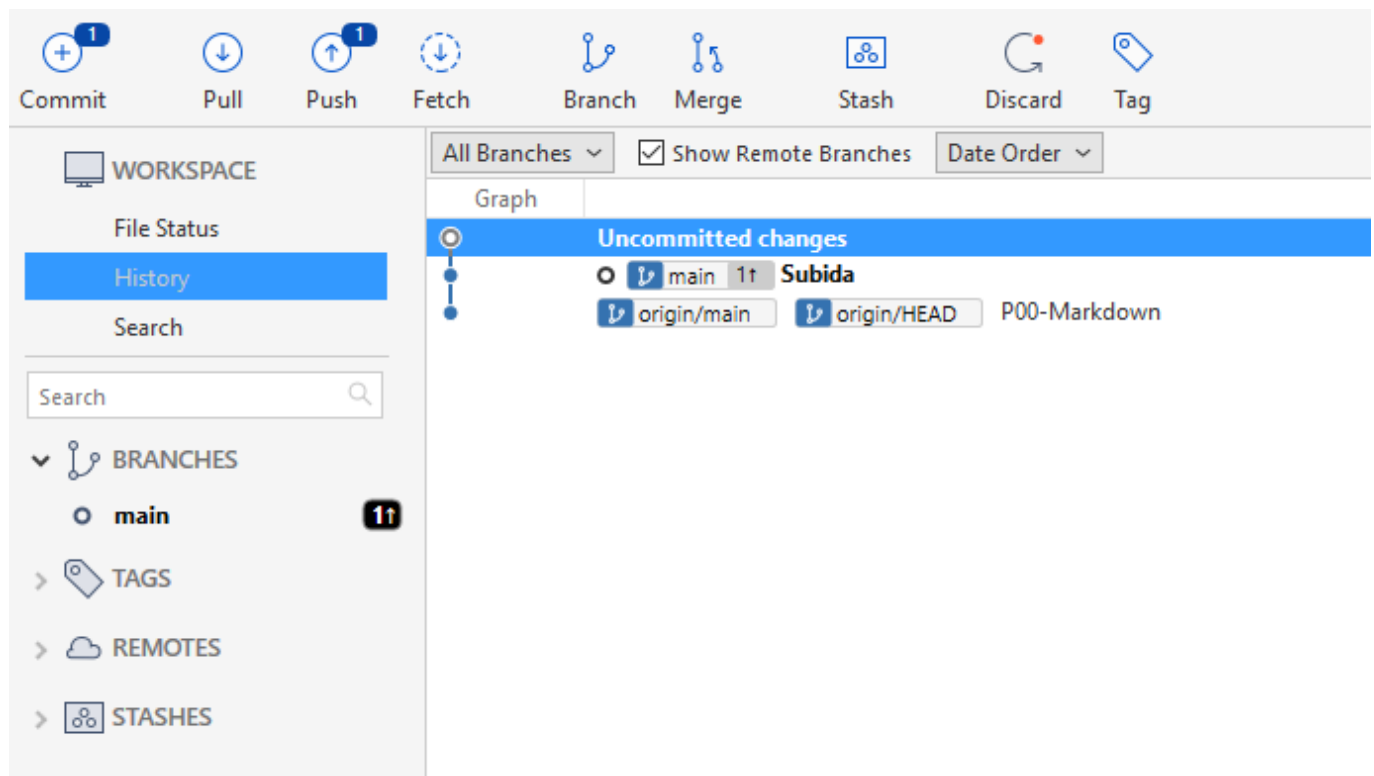 1 1
Commit Pull Push Fetch Branch Merge Stash Discard Tag
WORKSPACE
File Status
History
Search
Search
BRANCHES
main 1↑
TAGS
REMOTES
STASHES
All Branches Show Remote Branches Date Order
Graph
Uncommitted changes
main 1↑ Subida
origin/main origin/HEAD P00-Markdown